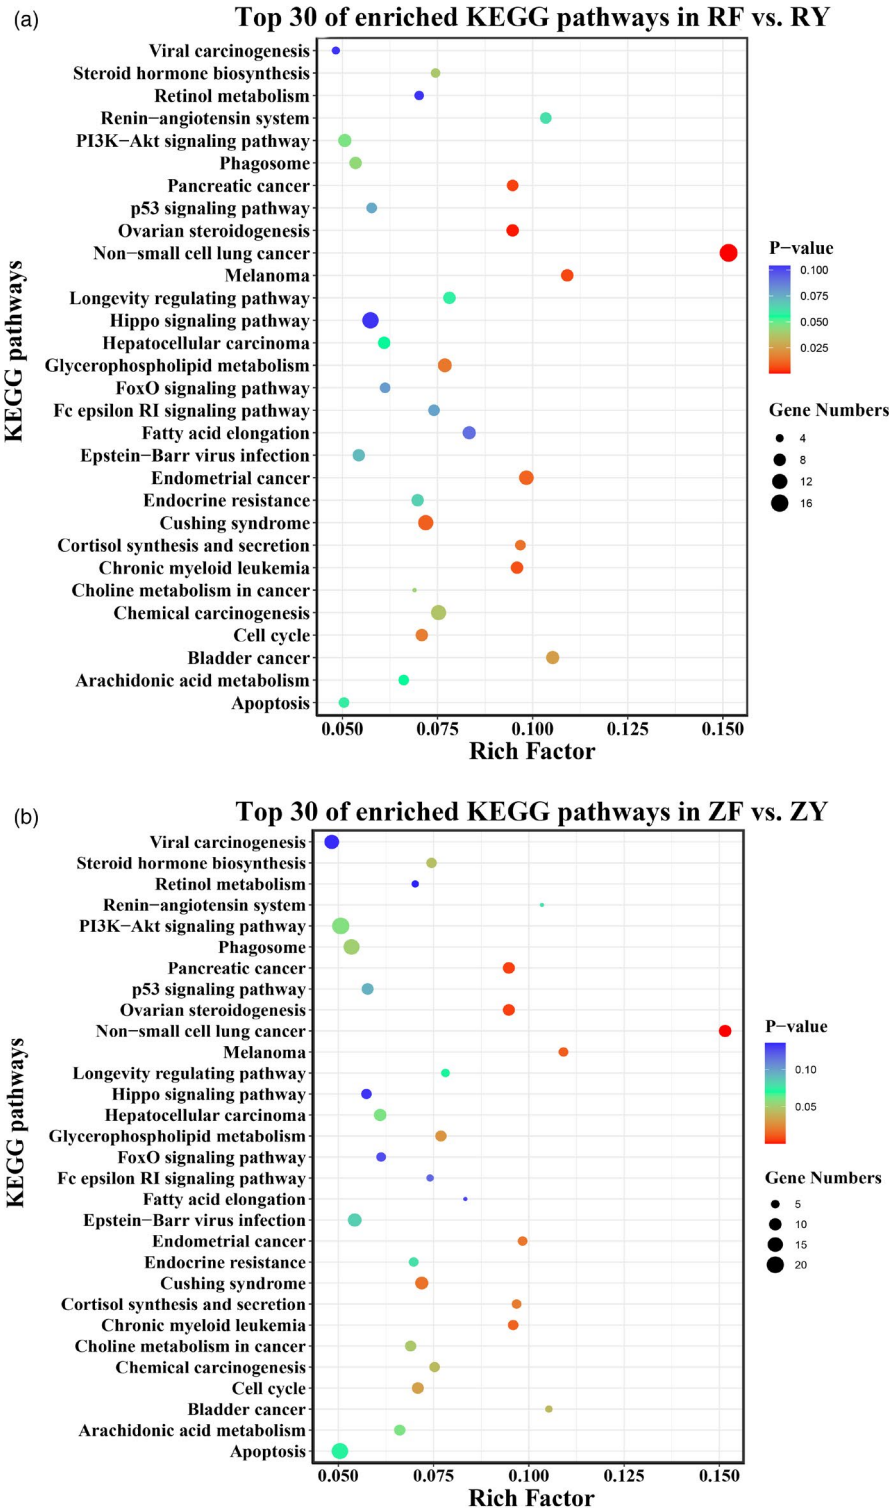 (a)
Top 30 of enriched KEGG pathways in RF vs. RY
KEGG pathways
Viral carcinogenesis
Steroid hormone biosynthesis
Retinol metabolism
Renin−angiotensin system
PI3K−Akt signaling pathway
Phagosome
Pancreatic cancer
p53 signaling pathway
Ovarian steroidogenesis
Non−small cell lung cancer
Melanoma
Longevity regulating pathway
Hippo signaling pathway
Hepatocellular carcinoma
Glycerophospholipid metabolism
FoxO signaling pathway
Fc epsilon RI signaling pathway
Fatty acid elongation
Epstein−Barr virus infection
Endometrial cancer
Endocrine resistance
Cushing syndrome
Cortisol synthesis and secretion
Chronic myeloid leukemia
Choline metabolism in cancer
Chemical carcinogenesis
Cell cycle
Bladder cancer
Arachidonic acid metabolism
Apoptosis
0.050 0.075 0.100 0.125 0.150
Rich Factor
P−value
0.100
0.075
0.050
0.025
Gene Numbers
4
8
12
16
(b)
Top 30 of enriched KEGG pathways in ZF vs. ZY
KEGG pathways
Viral carcinogenesis
Steroid hormone biosynthesis
Retinol metabolism
Renin−angiotensin system
PI3K−Akt signaling pathway
Phagosome
Pancreatic cancer
p53 signaling pathway
Ovarian steroidogenesis
Non−small cell lung cancer
Melanoma
Longevity regulating pathway
Hippo signaling pathway
Hepatocellular carcinoma
Glycerophospholipid metabolism
FoxO signaling pathway
Fc epsilon RI signaling pathway
Fatty acid elongation
Epstein−Barr virus infection
Endometrial cancer
Endocrine resistance
Cushing syndrome
Cortisol synthesis and secretion
Chronic myeloid leukemia
Choline metabolism in cancer
Chemical carcinogenesis
Cell cycle
Bladder cancer
Arachidonic acid metabolism
Apoptosis
0.050 0.075 0.100 0.125 0.150
Rich Factor
P−value
0.10
0.05
Gene Numbers
5
10
15
20